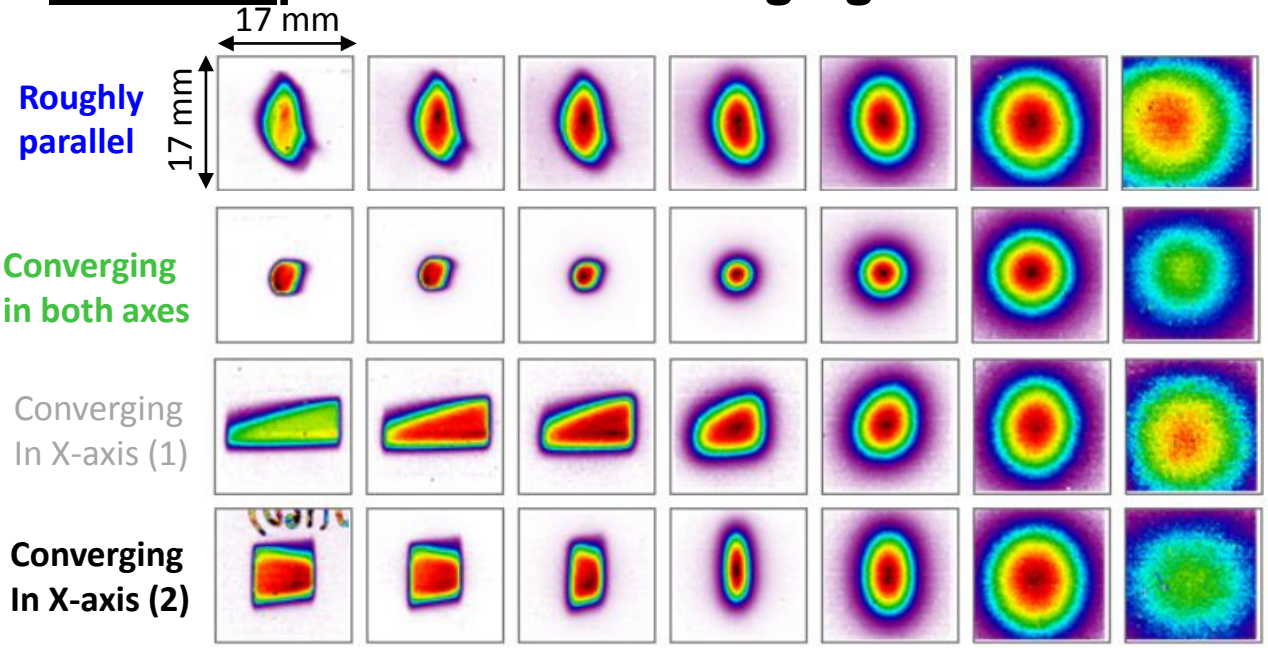 17 mm
17 mm
Roughly
parallel
Converging
in both axes
Converging
In X-axis (1)
Converging
In X-axis (2)